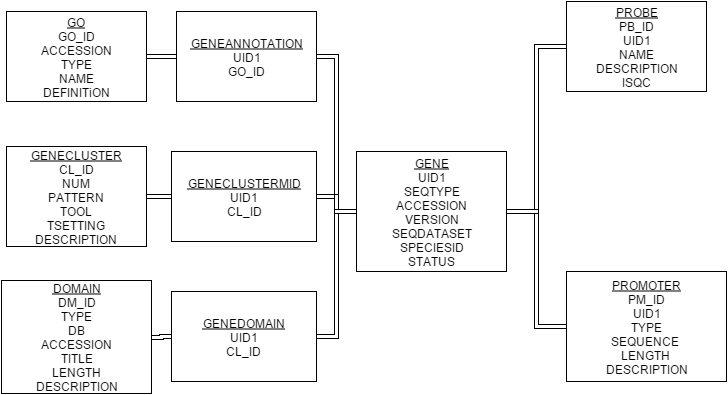 GO
GO_ID
ACCESSION
TYPE
NAME
DEFINITION
GENEANNOTATION
UID1
GO_ID
GENECLUSTER
CL_ID
NUM
PATTERN
TOOL
TSETTING
DESCRIPTION
GENECLUSTERMID
UID1
CL_ID
DOMAIN
DM_ID
TYPE
DB
ACCESSION
TITLE
LENGTH
DESCRIPTION
GENEDOMAIN
UID1
CL_ID
GENE
UID1
SEQTYPE
ACCESSION
VERSION
SEQDATASET
SPECIESID
STATUS
PROBE
PB_ID
UID1
NAME
DESCRIPTION
ISQC
PROMOTER
PM_ID
UID1
TYPE
SEQUENCE
LENGTH
DESCRIPTION